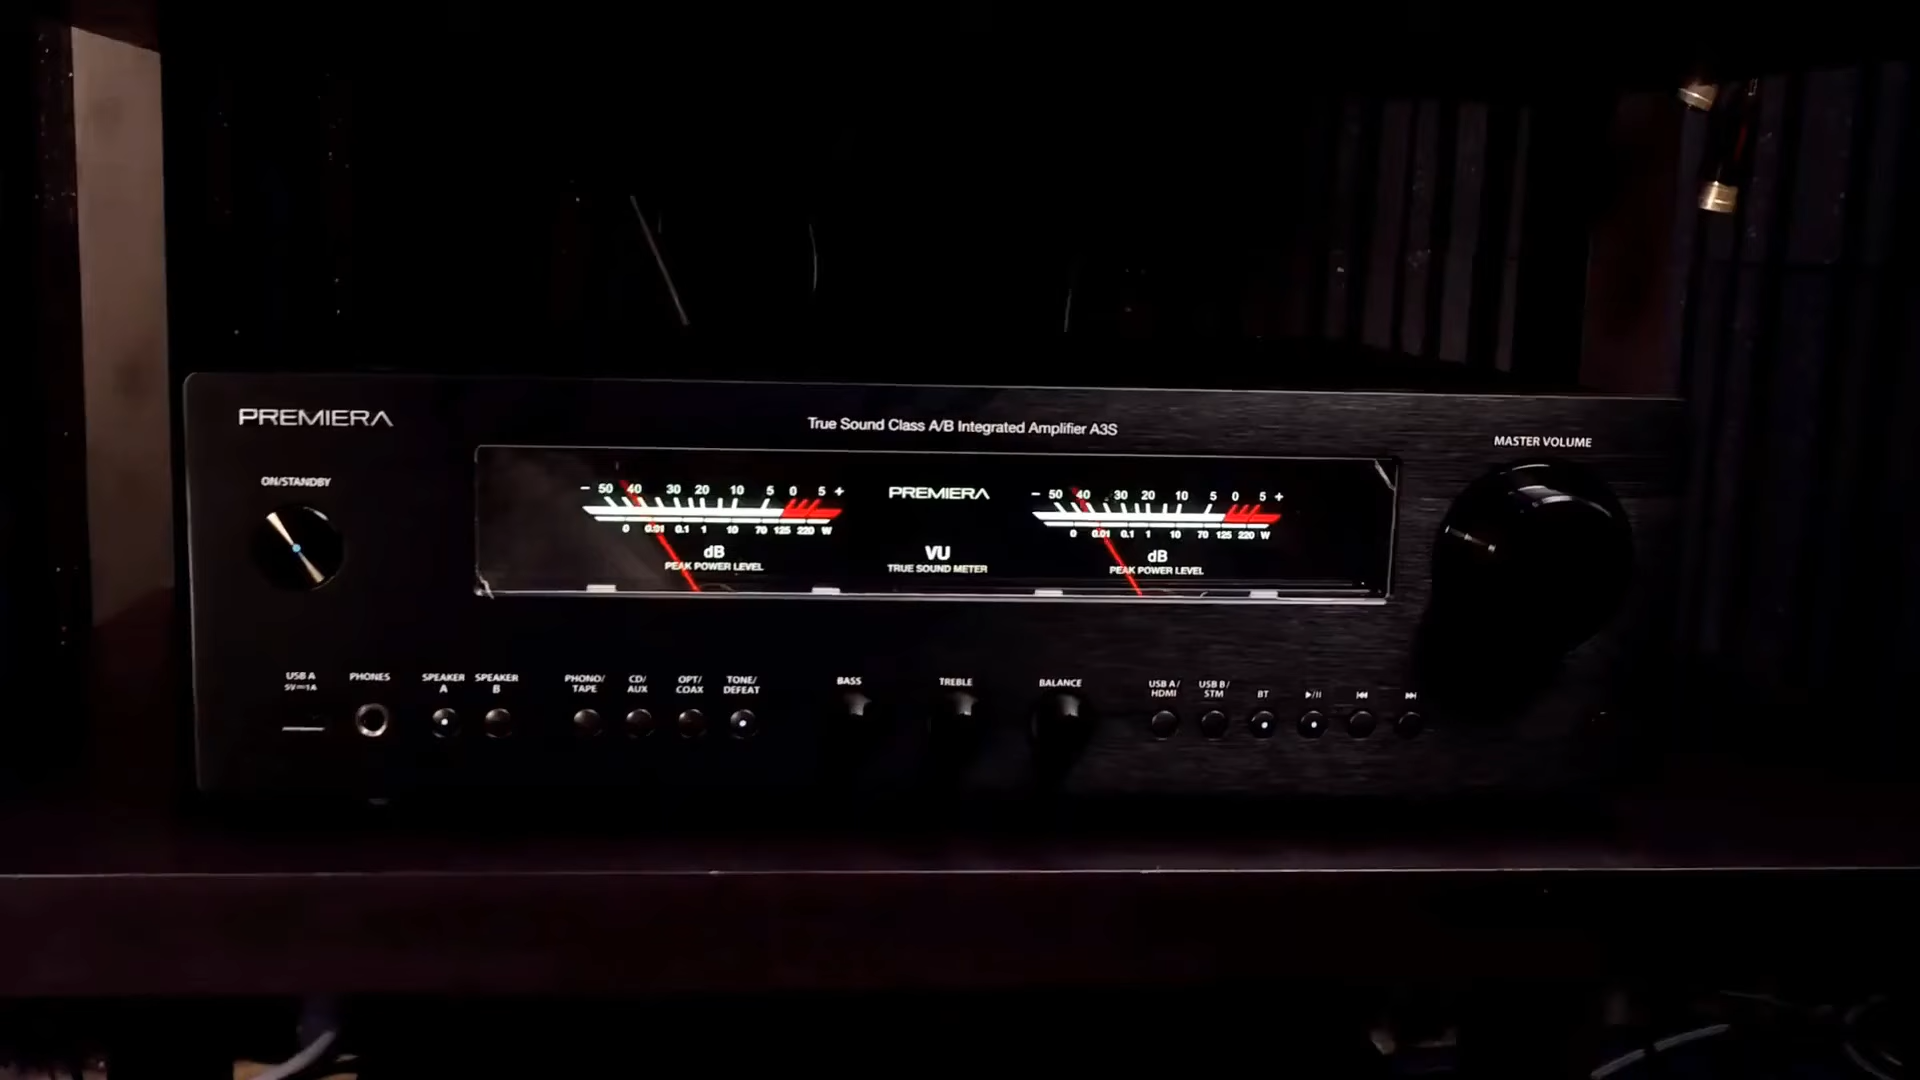 PREMIERA
True Sound Class A/B Integrated Amplifier A3S
MASTER VOLUME
ON/STANDBY
− 50 40 30 20 10 5 0 5 +
0 0.01 0.1 1 10 70 125 220 W
dB
PEAK POWER LEVEL
PREMIERA
VU
TRUE SOUND METER
− 50 40 30 20 10 5 0 5 +
0 0.01 0.1 1 10 70 125 220 W
dB
PEAK POWER LEVEL
USB A
5V⎓1A
PHONES
SPEAKER
A
SPEAKER
B
PHONO/
TAPE
CD/
AUX
OPT/
COAX
TONE/
DEFEAT
BASS
TREBLE
BALANCE
USB A/
HDMI
USB B/
STM
BT